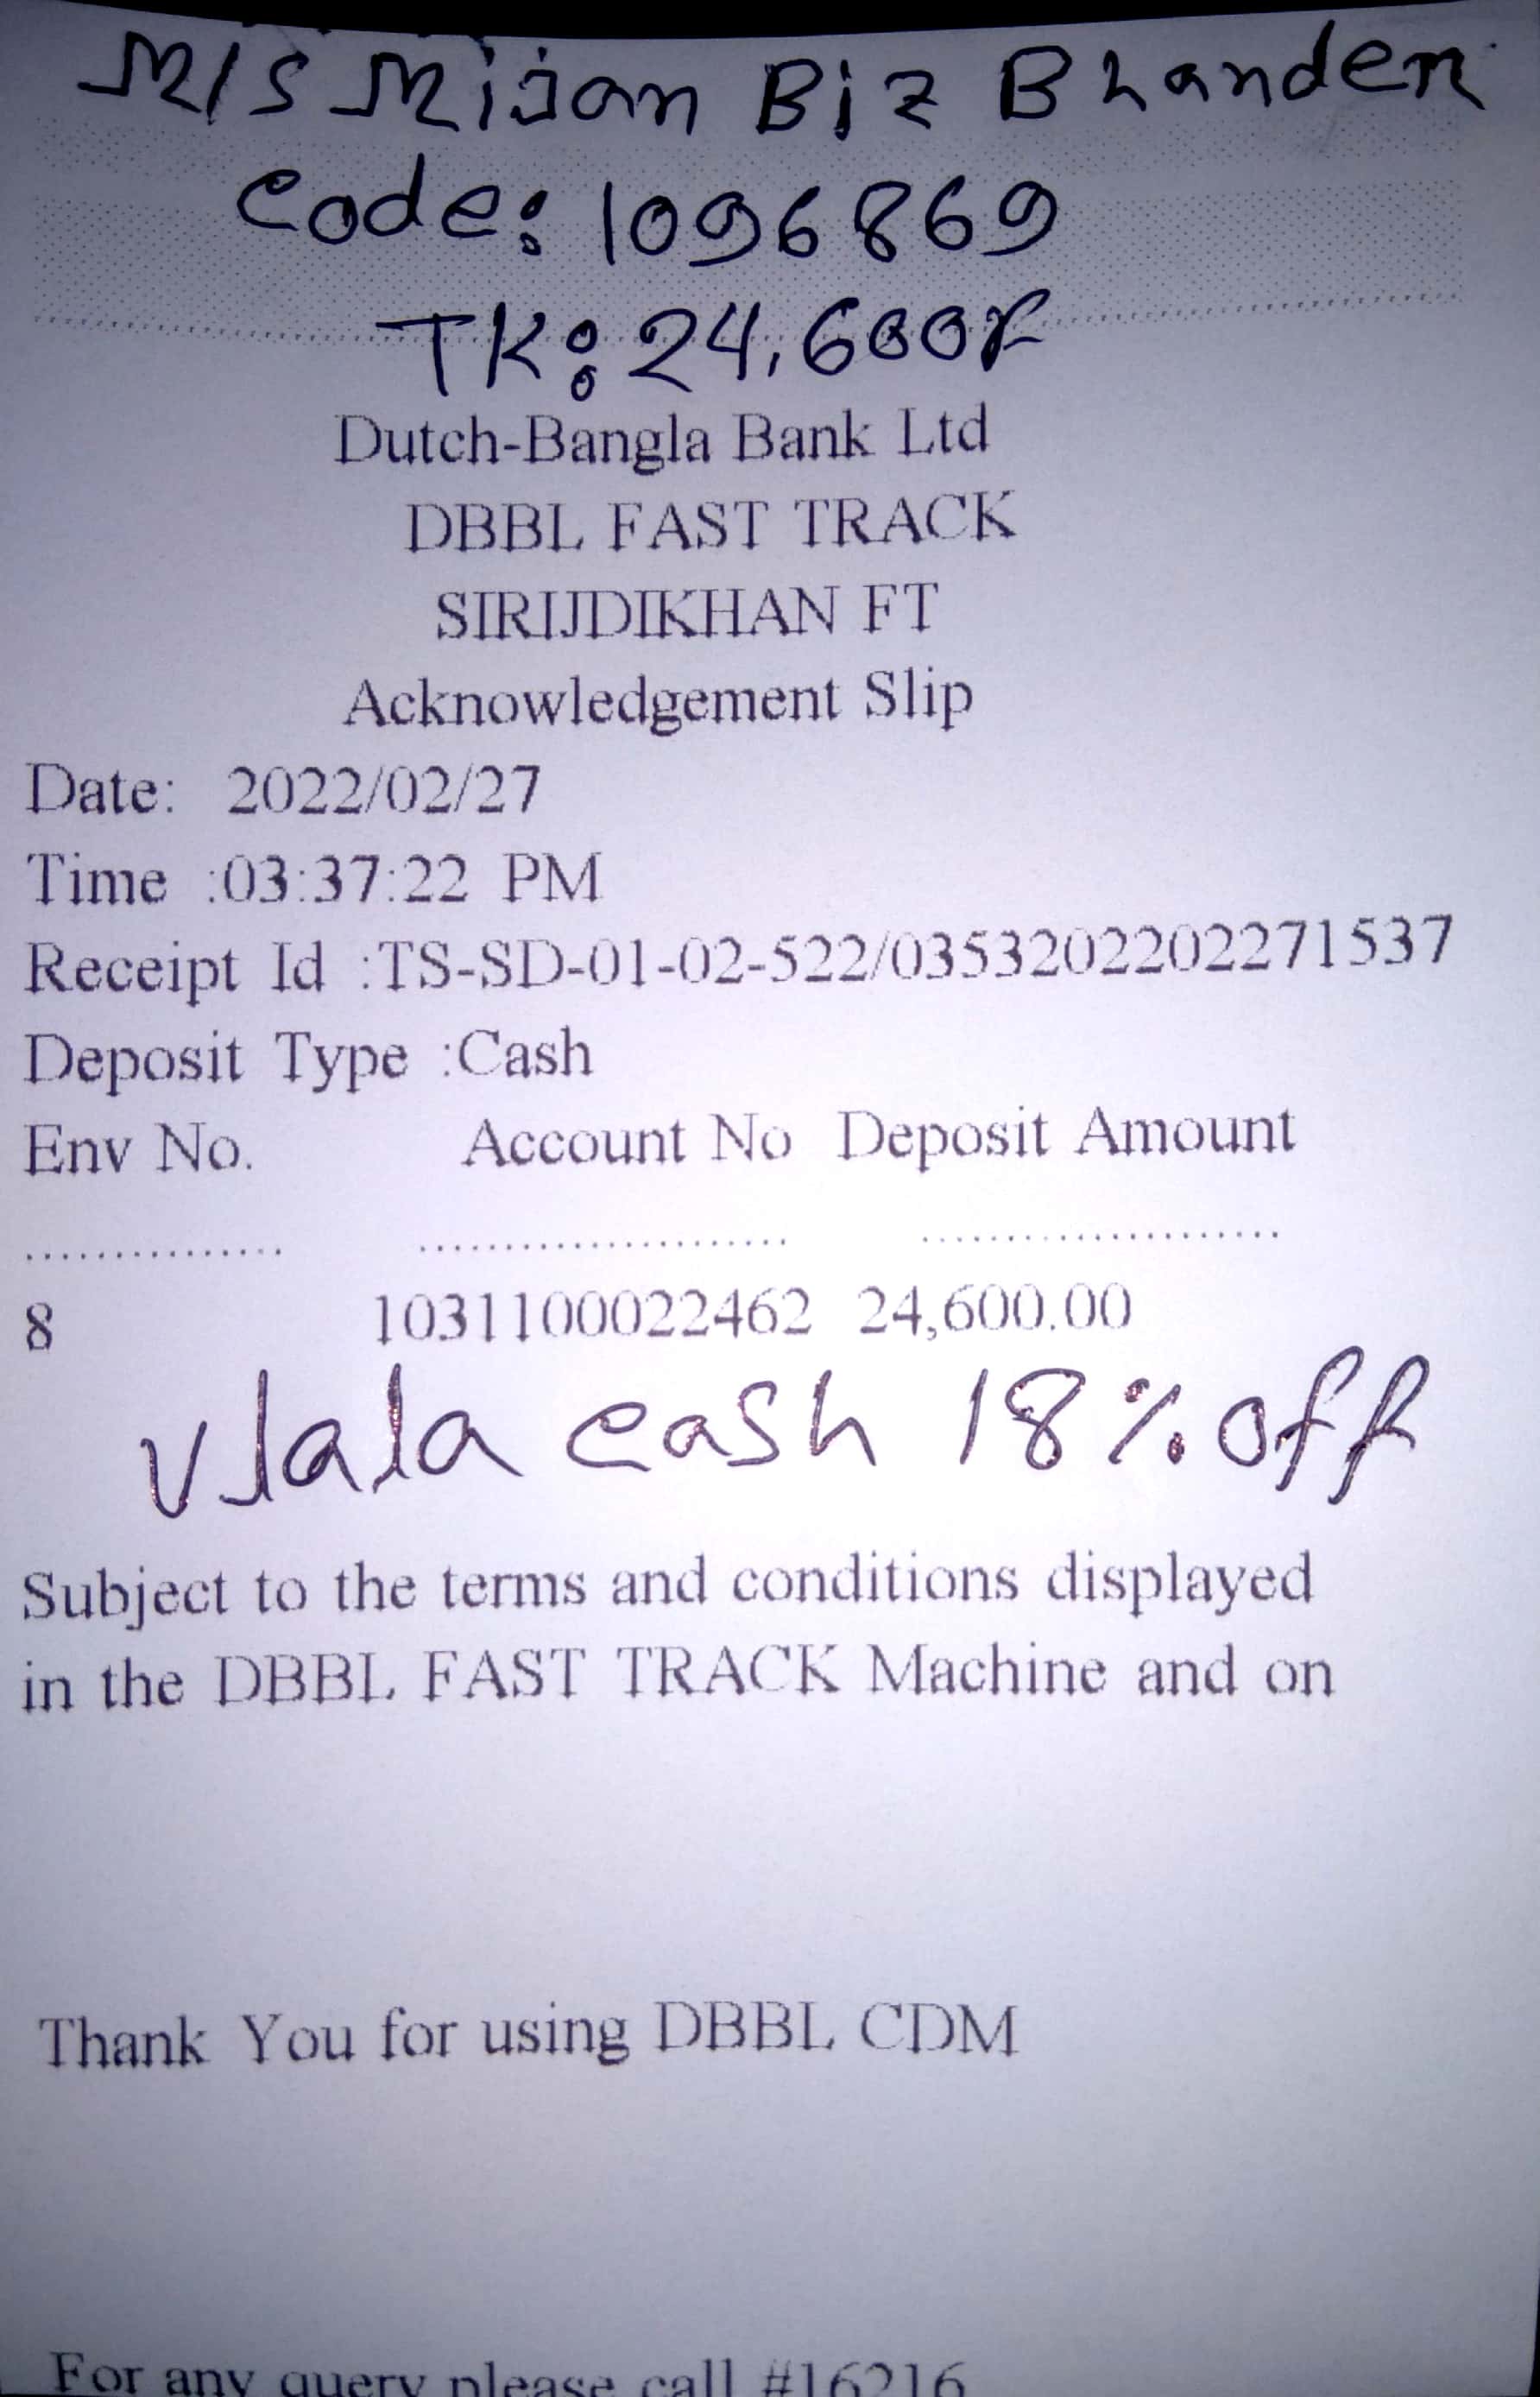 M/S Mijan Biz Bhander
Code: 1096869
TK: 24,600
Dutch-Bangla Bank Ltd
DBBL FAST TRACK
SIRIJDIKHAN FT
Acknowledgement Slip
Date: 2022/02/27
Time :03:37:22 PM
Receipt Id :TS-SD-01-02-522/0353202202271537
Deposit Type :Cash
Env No. Account No Deposit Amount
............... ..................... .....................
8 1031100022462 24,600.00
cash 18% off
Subject to the terms and conditions displayed
in the DBBL FAST TRACK Machine and on
Thank You for using DBBL CDM
For any query please call #16216